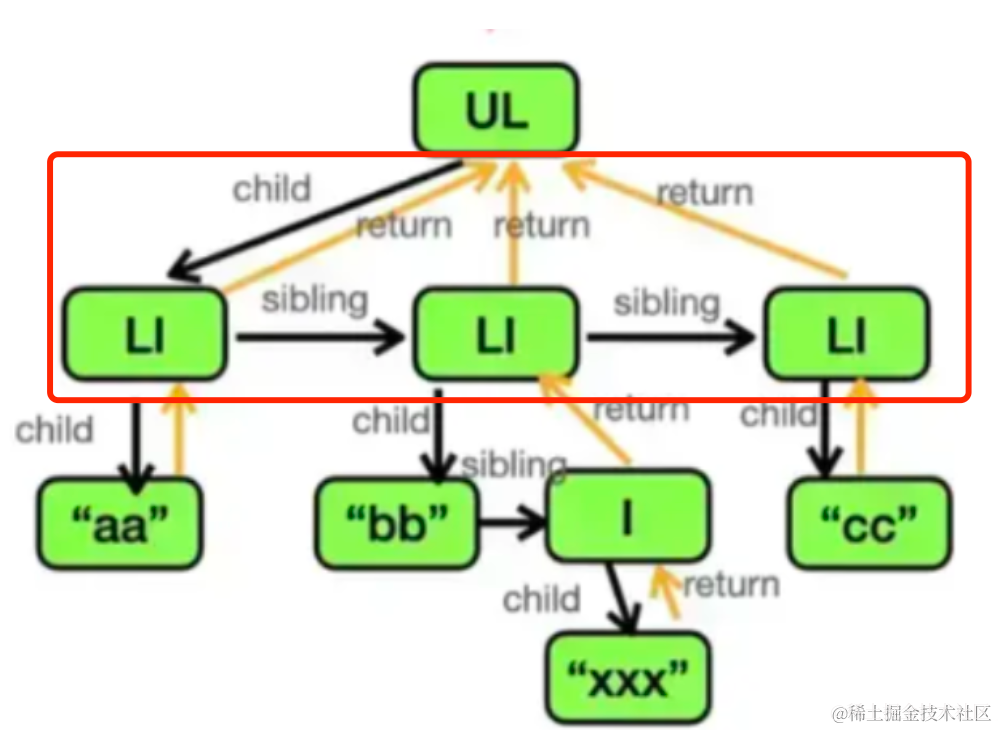 UL
child
return
return
return
LI
sibling
LI
sibling
LI
child
child
return
child
sibling
“aa”
“bb”
I
“cc”
child
return
“xxx”
@稀土掘金技术社区